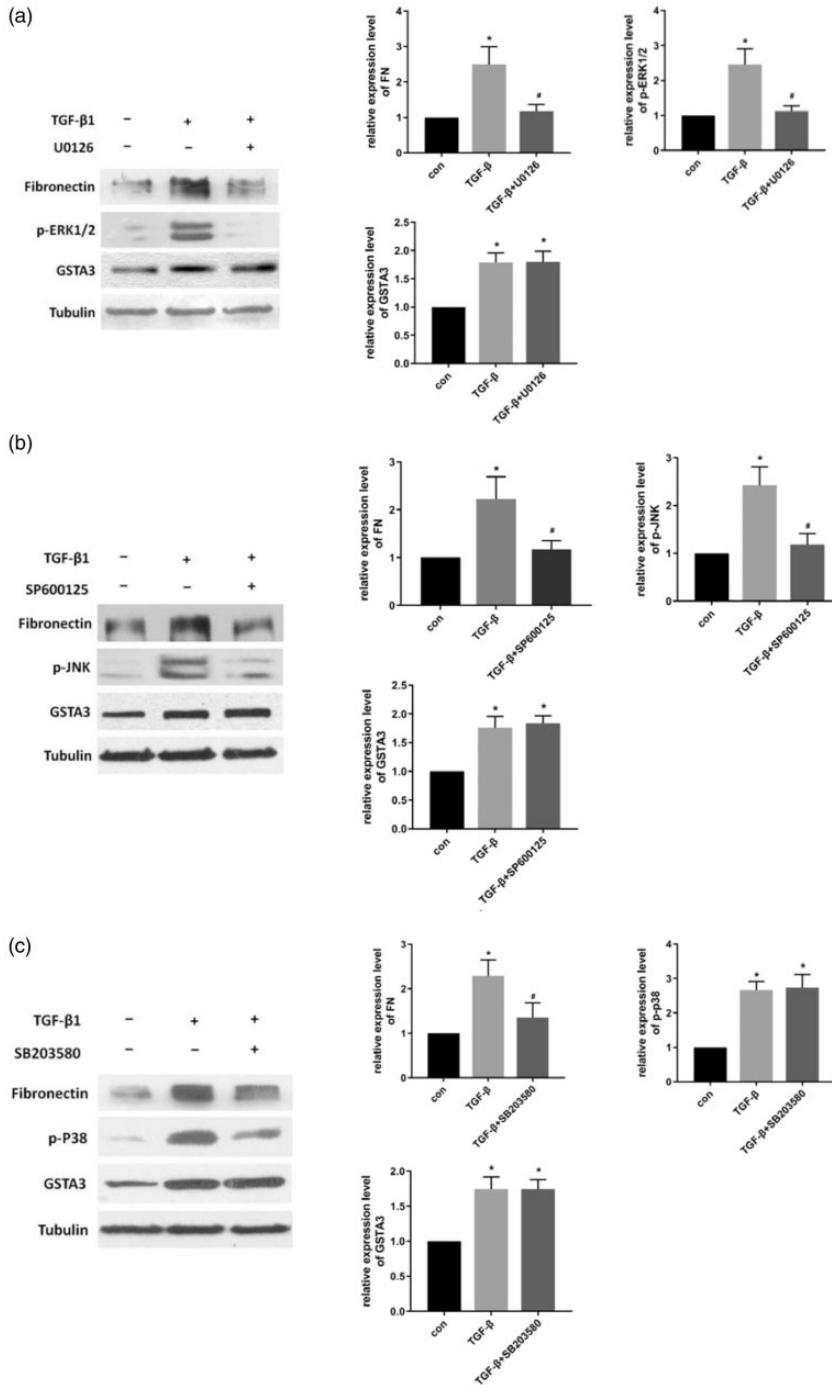 (a)
TGF-β1 − + +
U0126 − − +
Fibronectin
p-ERK1/2
GSTA3
Tubulin
relative expression level
of FN
3
2
1
0
*
#
con
TGF-β
TGF-β+U0126
relative expression level
of p-ERK1/2
4
3
2
1
0
*
#
con
TGF-β
TGF-β+U0126
relative expression level
of GSTA3
2.5
2.0
1.5
1.0
0.5
0.0
*
*
con
TGF-β
TGF-β+U0126
(b)
TGF-β1 − + +
SP600125 − − +
Fibronectin
p-JNK
GSTA3
Tubulin
relative expression level
of FN
3
2
1
0
*
#
con
TGF-β
TGF-β+SP600125
relative expression level
of p-JNK
3
2
1
0
*
#
con
TGF-β
TGF-β+SP600125
relative expression level
of GSTA3
2.5
2.0
1.5
1.0
0.5
0.0
*
*
con
TGF-β
TGF-β+SP600125
(c)
TGF-β1 − + +
SB203580 − − +
Fibronectin
p-P38
GSTA3
Tubulin
relative expression level
of FN
3
2
1
0
*
#
con
TGF-β
TGF-β+SB203580
relative expression level
of p-p38
4
3
2
1
0
*
*
con
TGF-β
TGF-β+SB203580
relative expression level
of GSTA3
2.0
1.5
1.0
0.5
0.0
*
*
con
TGF-β
TGF-β+SB203580